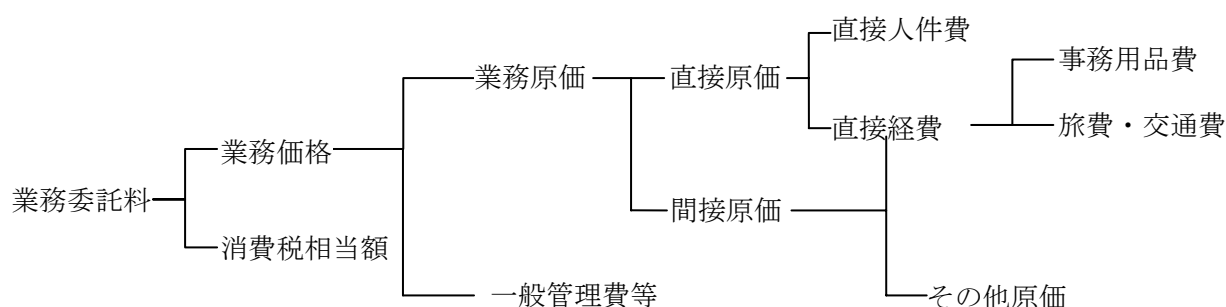 直接人件費
事務用品費
業務原価
直接原価
直接経費
旅費・交通費
業務価格
業務委託料
間接原価
消費税相当額
一般管理費等
その他原価